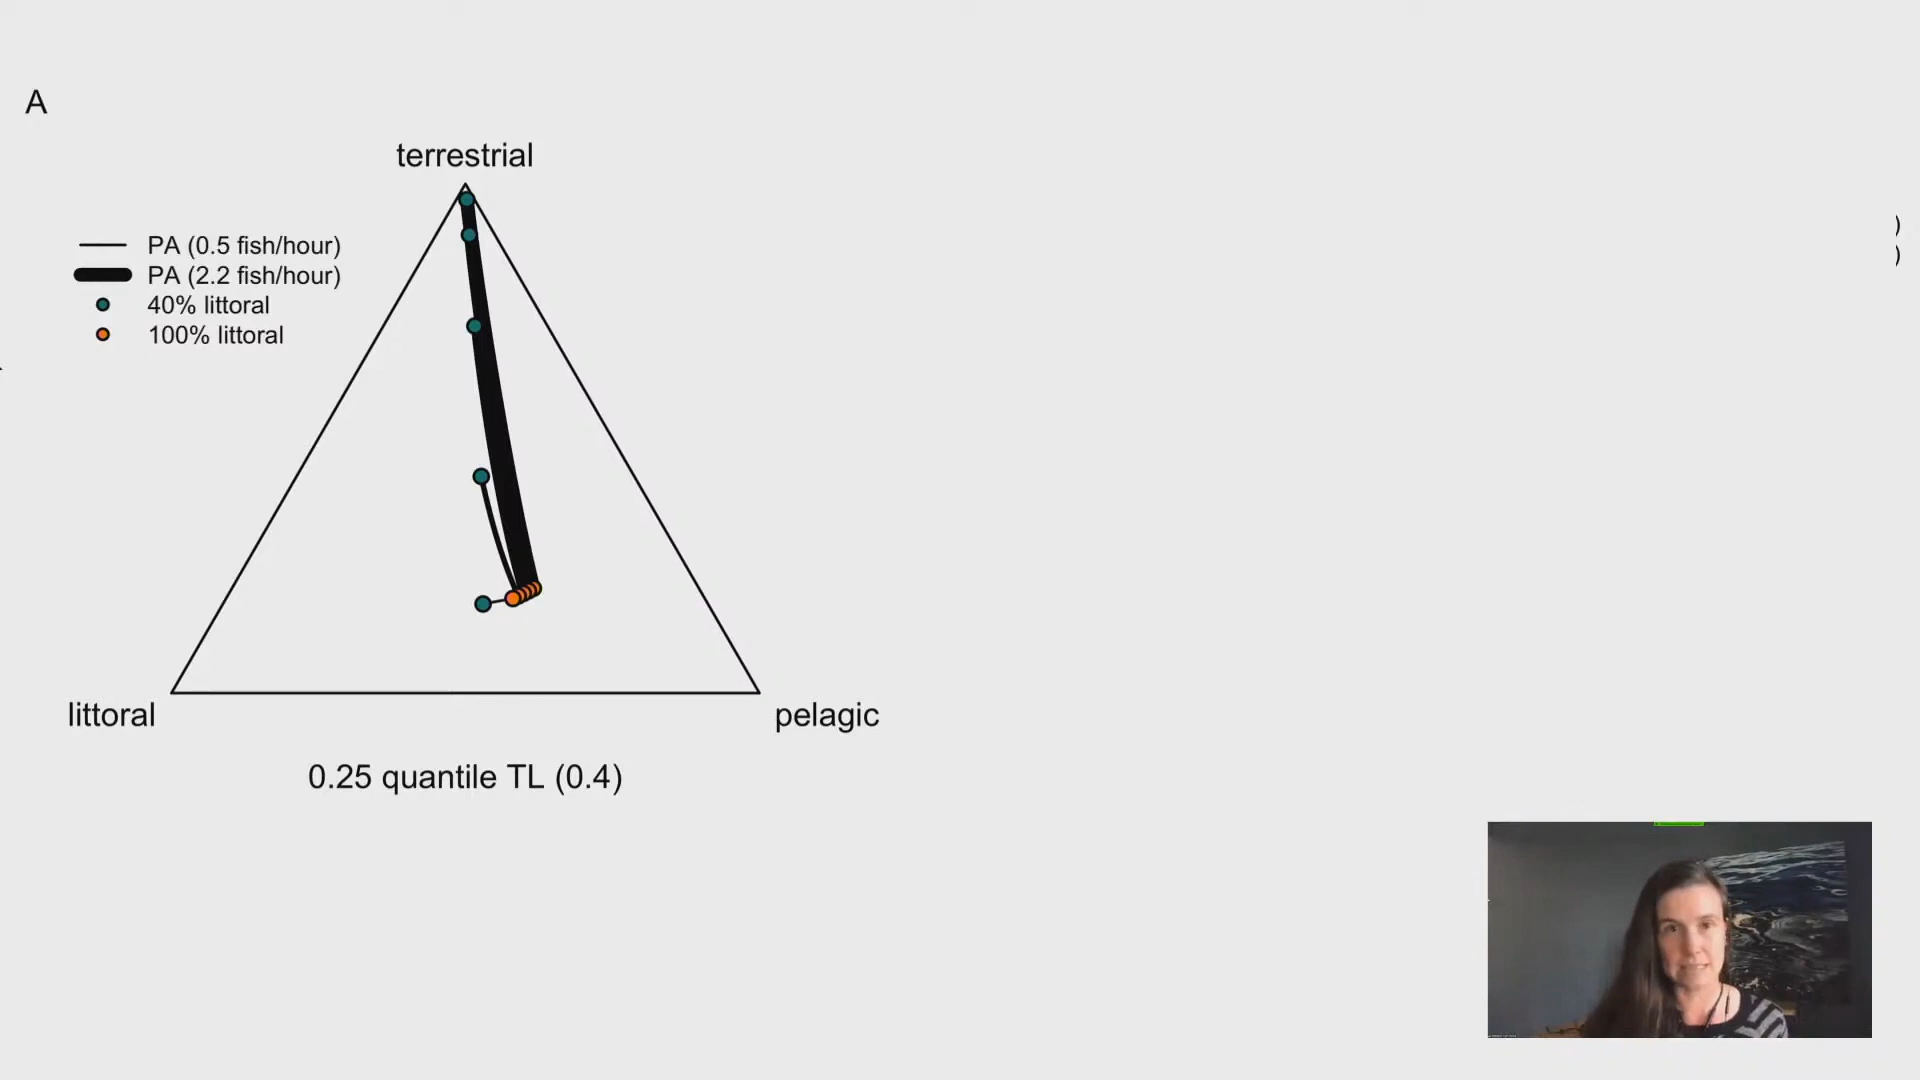 A
terrestrial
PA (0.5 fish/hour)
PA (2.2 fish/hour)
40% littoral
100% littoral
)
)
littoral
pelagic
0.25 quantile TL (0.4)